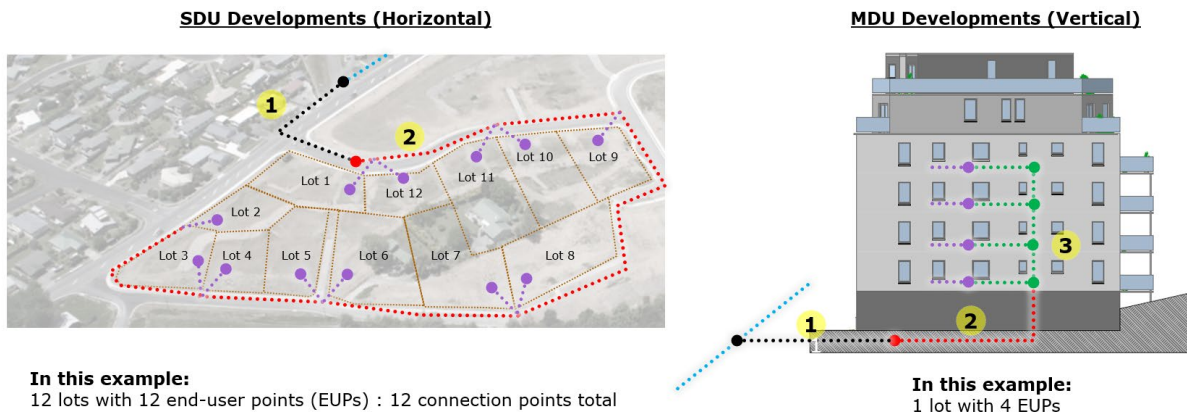 SDU Developments (Horizontal)
MDU Developments (Vertical)
1
2
Lot 10
Lot 9
Lot 11
Lot 1
Lot 12
Lot 2
Lot 3
Lot 4
Lot 5
Lot 6
Lot 7
Lot 8
3
1
2
In this example:
12 lots with 12 end-user points (EUPs) : 12 connection points total
In this example:
1 lot with 4 EUPs